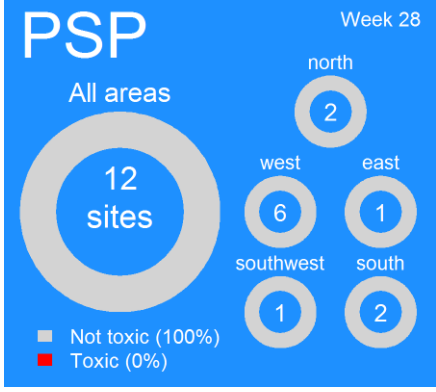 PSP
Week 28
All areas
12
sites
north
2
west
6
east
1
southwest
1
south
2
Not toxic (100%)
Toxic (0%)